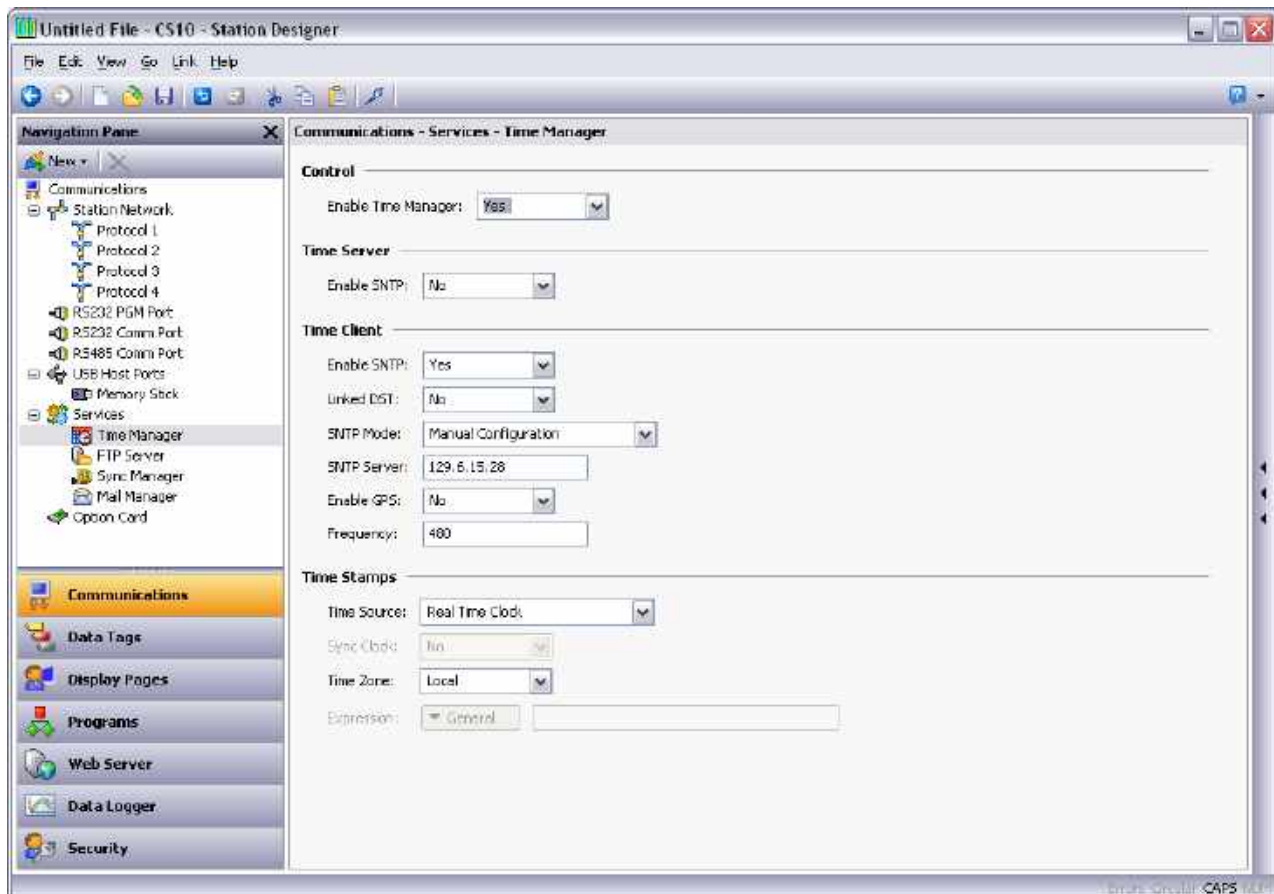 Untitled File - CS10 - Station Designer
File Edit View Go Link Help
Navigation Pane
New
Communications
Station Network
Protocol 1
Protocol 2
Protocol 3
Protocol 4
RS232 PGM Port
RS232 Comm Port
RS485 Comm Port
USB Host Ports
Memory Stick
Services
Time Manager
FTP Server
Sync Manager
Mail Manager
Option Card
Communications
Data Tags
Display Pages
Programs
Web Server
Data Logger
Security
Communications - Services - Time Manager
Control
Enable Time Manager: Yes
Time Server
Enable SNTP: No
Time Client
Enable SNTP: Yes
Linked DST: No
SNTP Mode: Manual Configuration
SNTP Server: 129.6.15.28
Enable GPS: No
Frequency: 480
Time Stamps
Time Source: Real Time Clock
Sync Clock: No
Time Zone: Local
Expression: General
CAPS